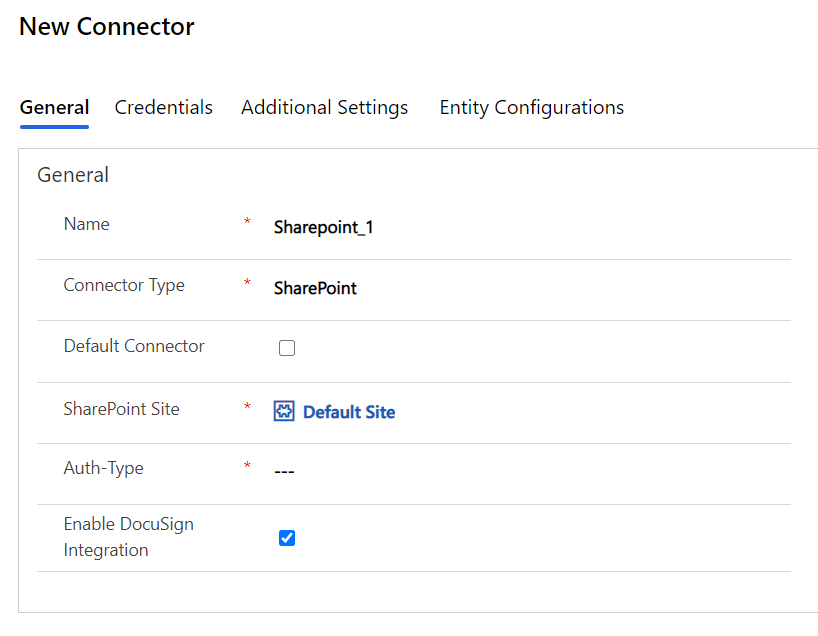 New Connector
General Credentials Additional Settings Entity Configurations
General
Name * Sharepoint_1
Connector Type * SharePoint
Default Connector
SharePoint Site * Default Site
Auth-Type * ---
Enable DocuSign
Integration